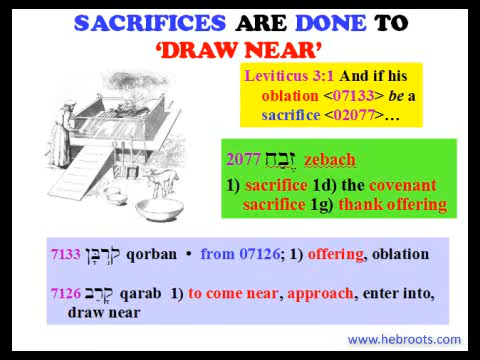 SACRIFICES ARE DONE TO
‘DRAW NEAR’
Leviticus 3:1 And if his
oblation <07133> be a
sacrifice <02077>…
2077 זֶבַח zebach
1) sacrifice 1d) the covenant
sacrifice 1g) thank offering
7133 קֹרְבָּן qorban • from 07126; 1) offering, oblation
7126 קָרַב qarab 1) to come near, approach, enter into,
draw near
www.hebroots.com